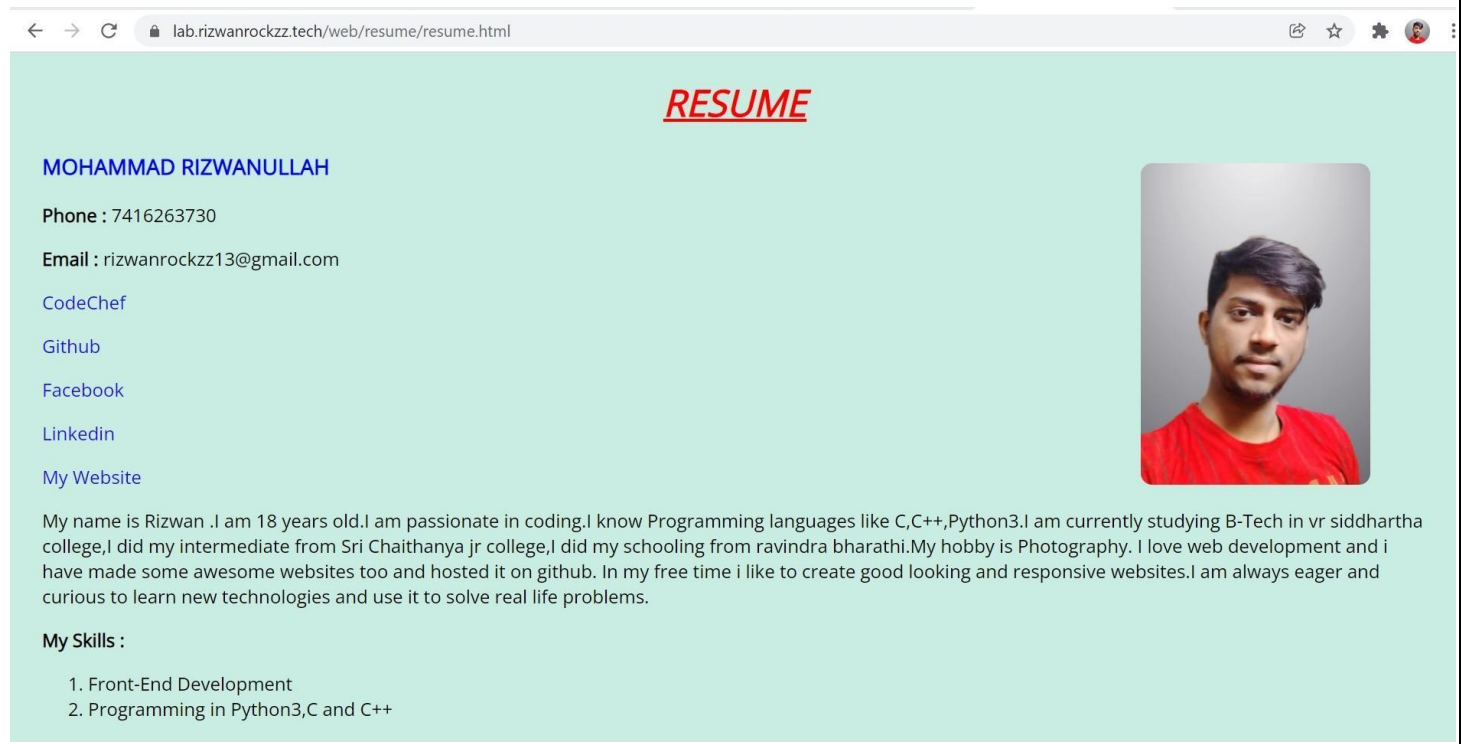 lab.rizwanrockzz.tech/web/resume/resume.html
RESUME
MOHAMMAD RIZWANULLAH
Phone : 7416263730
Email : rizwanrockzz13@gmail.com
CodeChef
Github
Facebook
Linkedin
My Website
My name is Rizwan .I am 18 years old.I am passionate in coding.I know Programming languages like C,C++,Python3.I am currently studying B-Tech in vr siddhartha
college,I did my intermediate from Sri Chaithanya jr college,I did my schooling from ravindra bharathi.My hobby is Photography. I love web development and i
have made some awesome websites too and hosted it on github. In my free time i like to create good looking and responsive websites.I am always eager and
curious to learn new technologies and use it to solve real life problems.
My Skills :
1. Front-End Development
2. Programming in Python3,C and C++